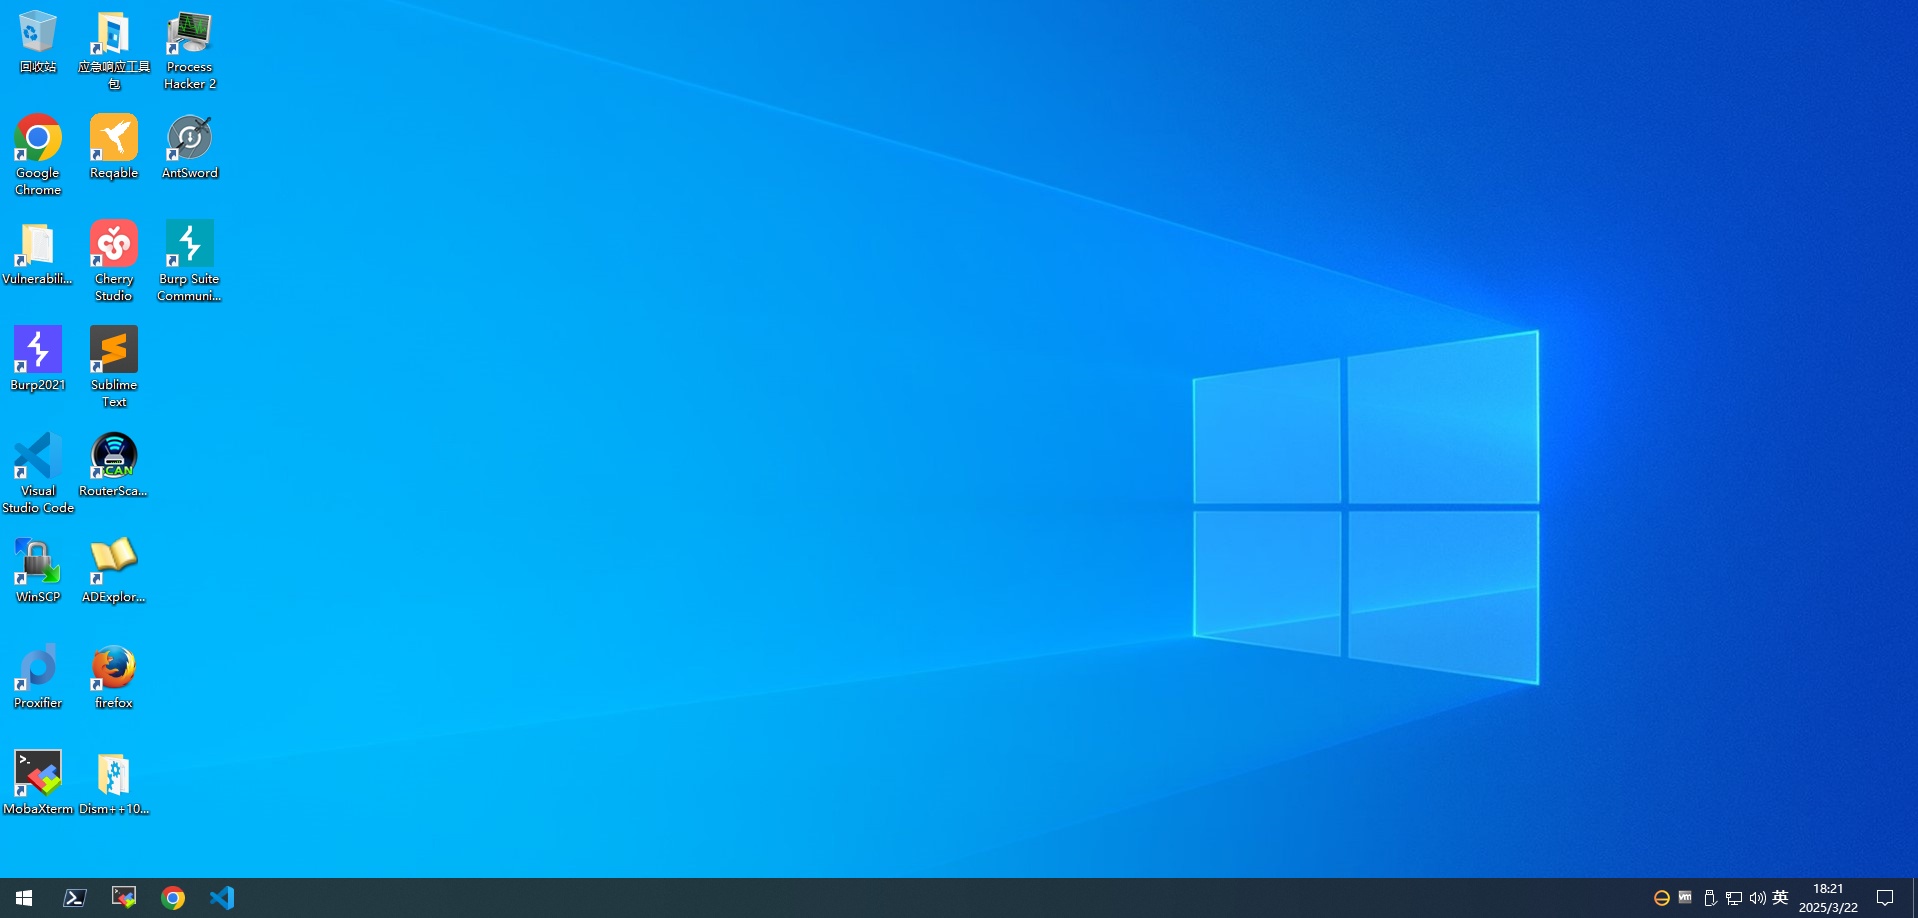 回收站
应急响应工具
包
Process
Hacker 2
Google
Chrome
Reqable
AntSword
Vulnerabili...
Cherry
Studio
Burp Suite
Communi...
Burp2021
Sublime
Text
Visual
Studio Code
SCAN
RouterSca...
WinSCP
ADExplor...
Proxifier
firefox
MobaXterm
Dism++10...
vm
英
18:21
2025/3/22